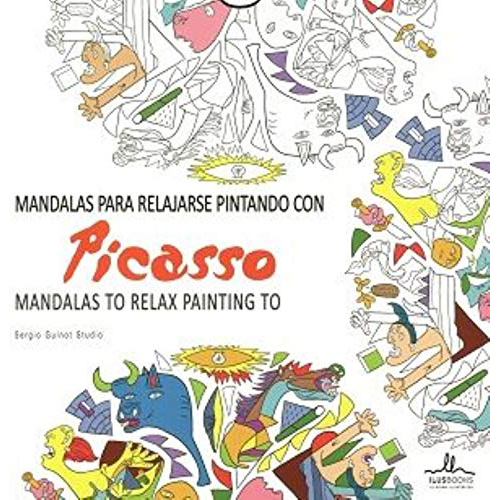 MANDALAS PARA RELAJARSE PINTANDO CON
Picasso
MANDALAS TO RELAX PAINTING TO
Sergio Guinot Studio
ILUSBOOKS